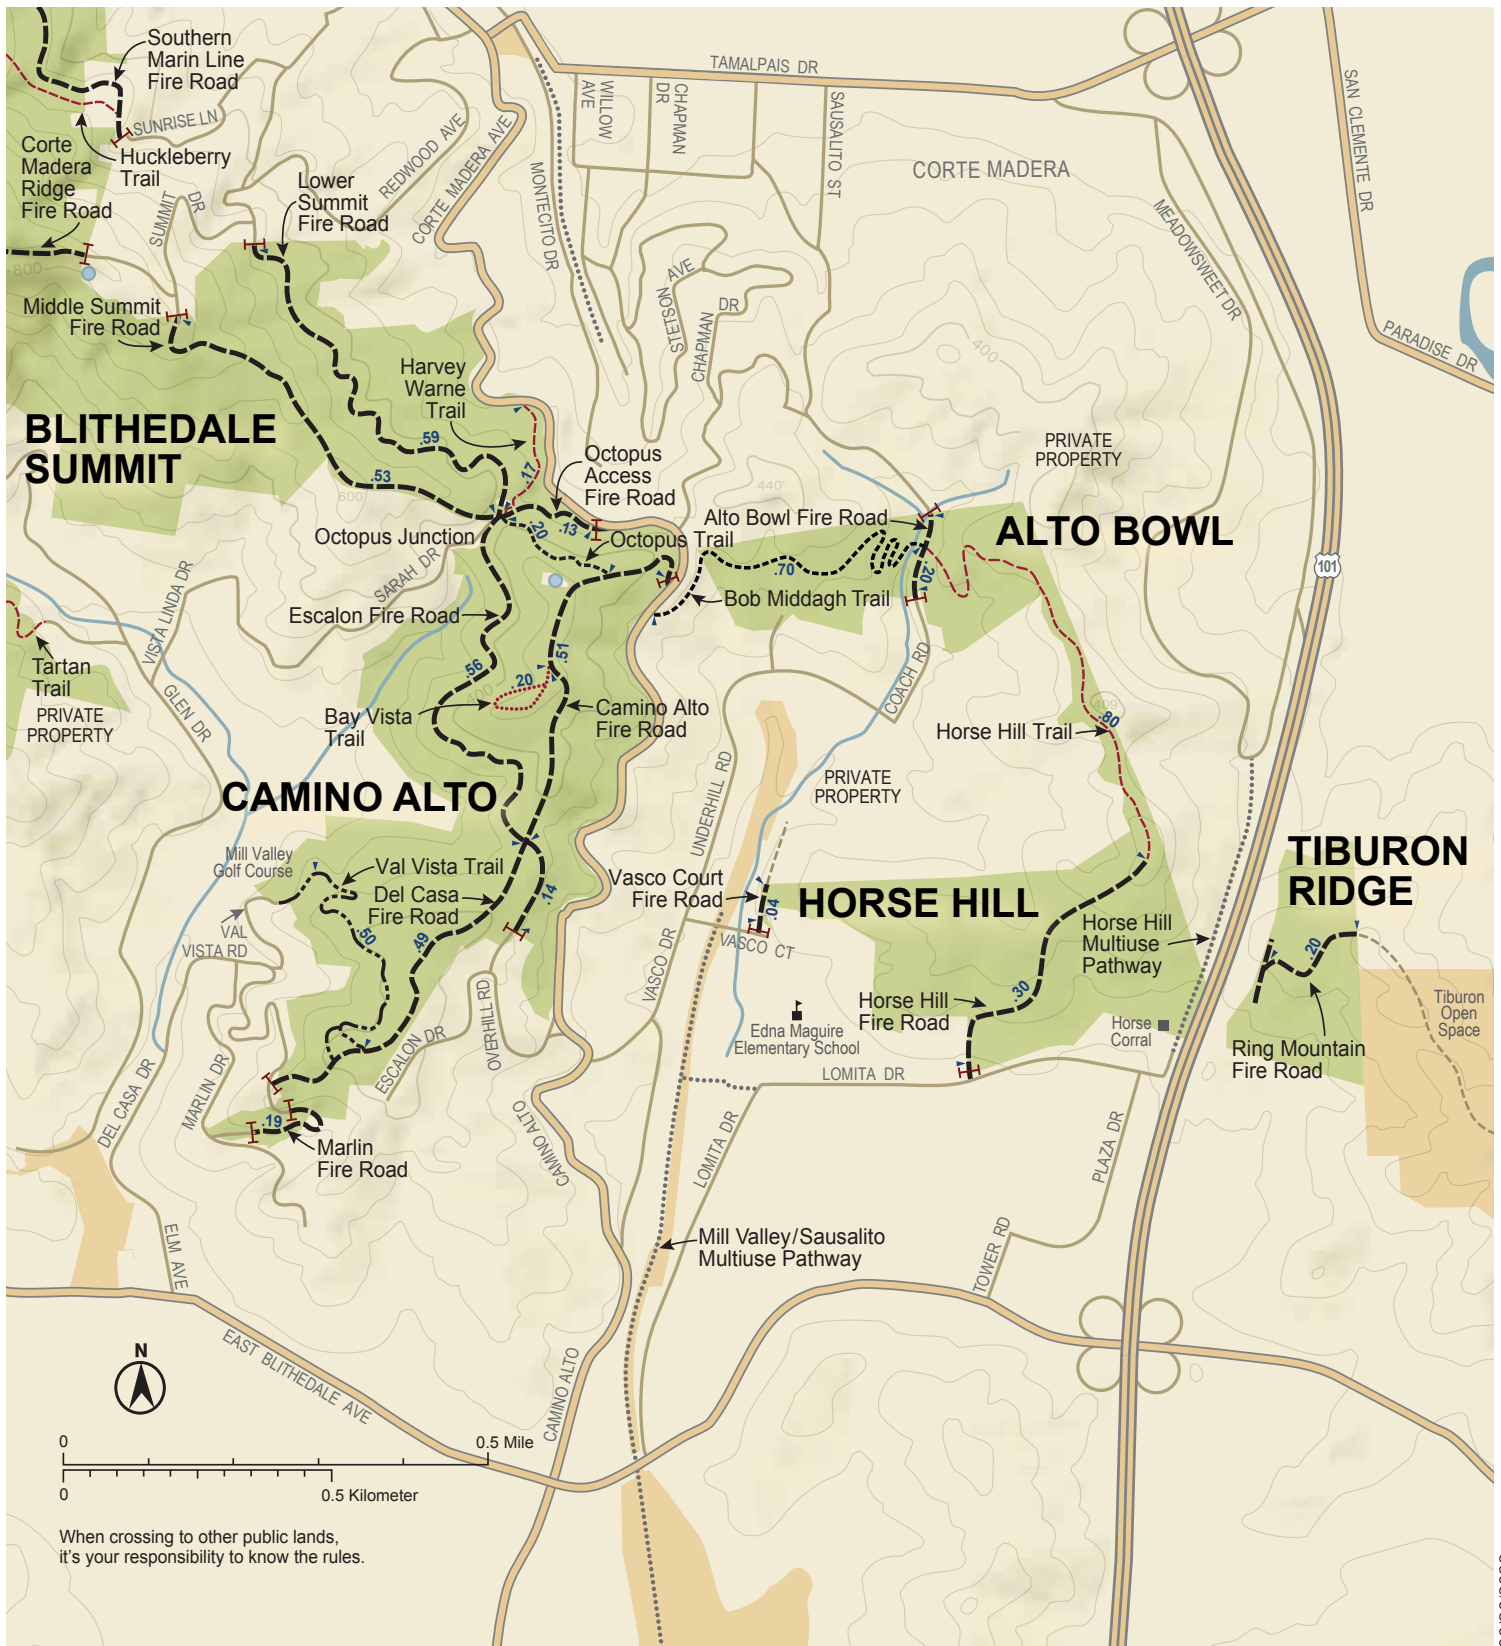 Southern
Marin Line
Fire Road
TAMALPAIS DR
WILLOW
AVE
CHAPMAN
DR
SAUSALITO ST
SAN CLEMENTE DR
SUNRISE LN
REDWOOD AVE
CORTE MADERA AVE
MONTECITO DR
CORTE MADERA
Corte
Madera
Ridge
Fire Road
Huckleberry
Trail
Lower
Summit
Fire Road
SUMMIT
DR
MEADOWSWEET DR
800
STETSON
AVE
CHAPMAN
DR
Middle Summit
Fire Road
PARADISE DR
400
Harvey
Warne
Trail
BLITHEDALE
SUMMIT
.59
.53
.17
600'
Octopus
Access
Fire Road
PRIVATE
PROPERTY
440'
Octopus Junction
.20
.13
Octopus Trail
Alto Bowl Fire Road
ALTO BOWL
101
SARAH DR
.70
.20
Bob Middagh Trail
Escalon Fire Road
VISTA LINDA DR
Tartan
Trail
PRIVATE
PROPERTY
GLEN DR
.56
.51
.20
400
Bay Vista
Trail
Camino Alto
Fire Road
COACH RD
409'
.80
Horse Hill Trail
CAMINO ALTO
UNDERHILL RD
PRIVATE
PROPERTY
Mill Valley
Golf Course
Val Vista Trail
Del Casa
Fire Road
.14
Vasco Court
Fire Road
.04
HORSE HILL
TIBURON
RIDGE
VAL
VISTA RD
.50
.49
VASCO DR
VASCO CT
Horse Hill
Multiuse
Pathway
.20
.30
Horse Hill
Fire Road
Edna Maguire
Elementary School
Horse
Corral
Tiburon
Open
Space
Ring Mountain
Fire Road
OVERHILL RD
ESCALON DR
LOMITA DR
MARLIN DR
DEL CASA DR
.19
Marlin
Fire Road
CAMINO ALTO
LOMITA DR
PLAZA DR
ELM AVE
Mill Valley/Sausalito
Multiuse Pathway
TOWER RD
EAST BLITHEDALE AVE
CAMINO ALTO
N
0
0.5 Mile
0
0.5 Kilometer
When crossing to other public lands,
it's your responsibility to know the rules.